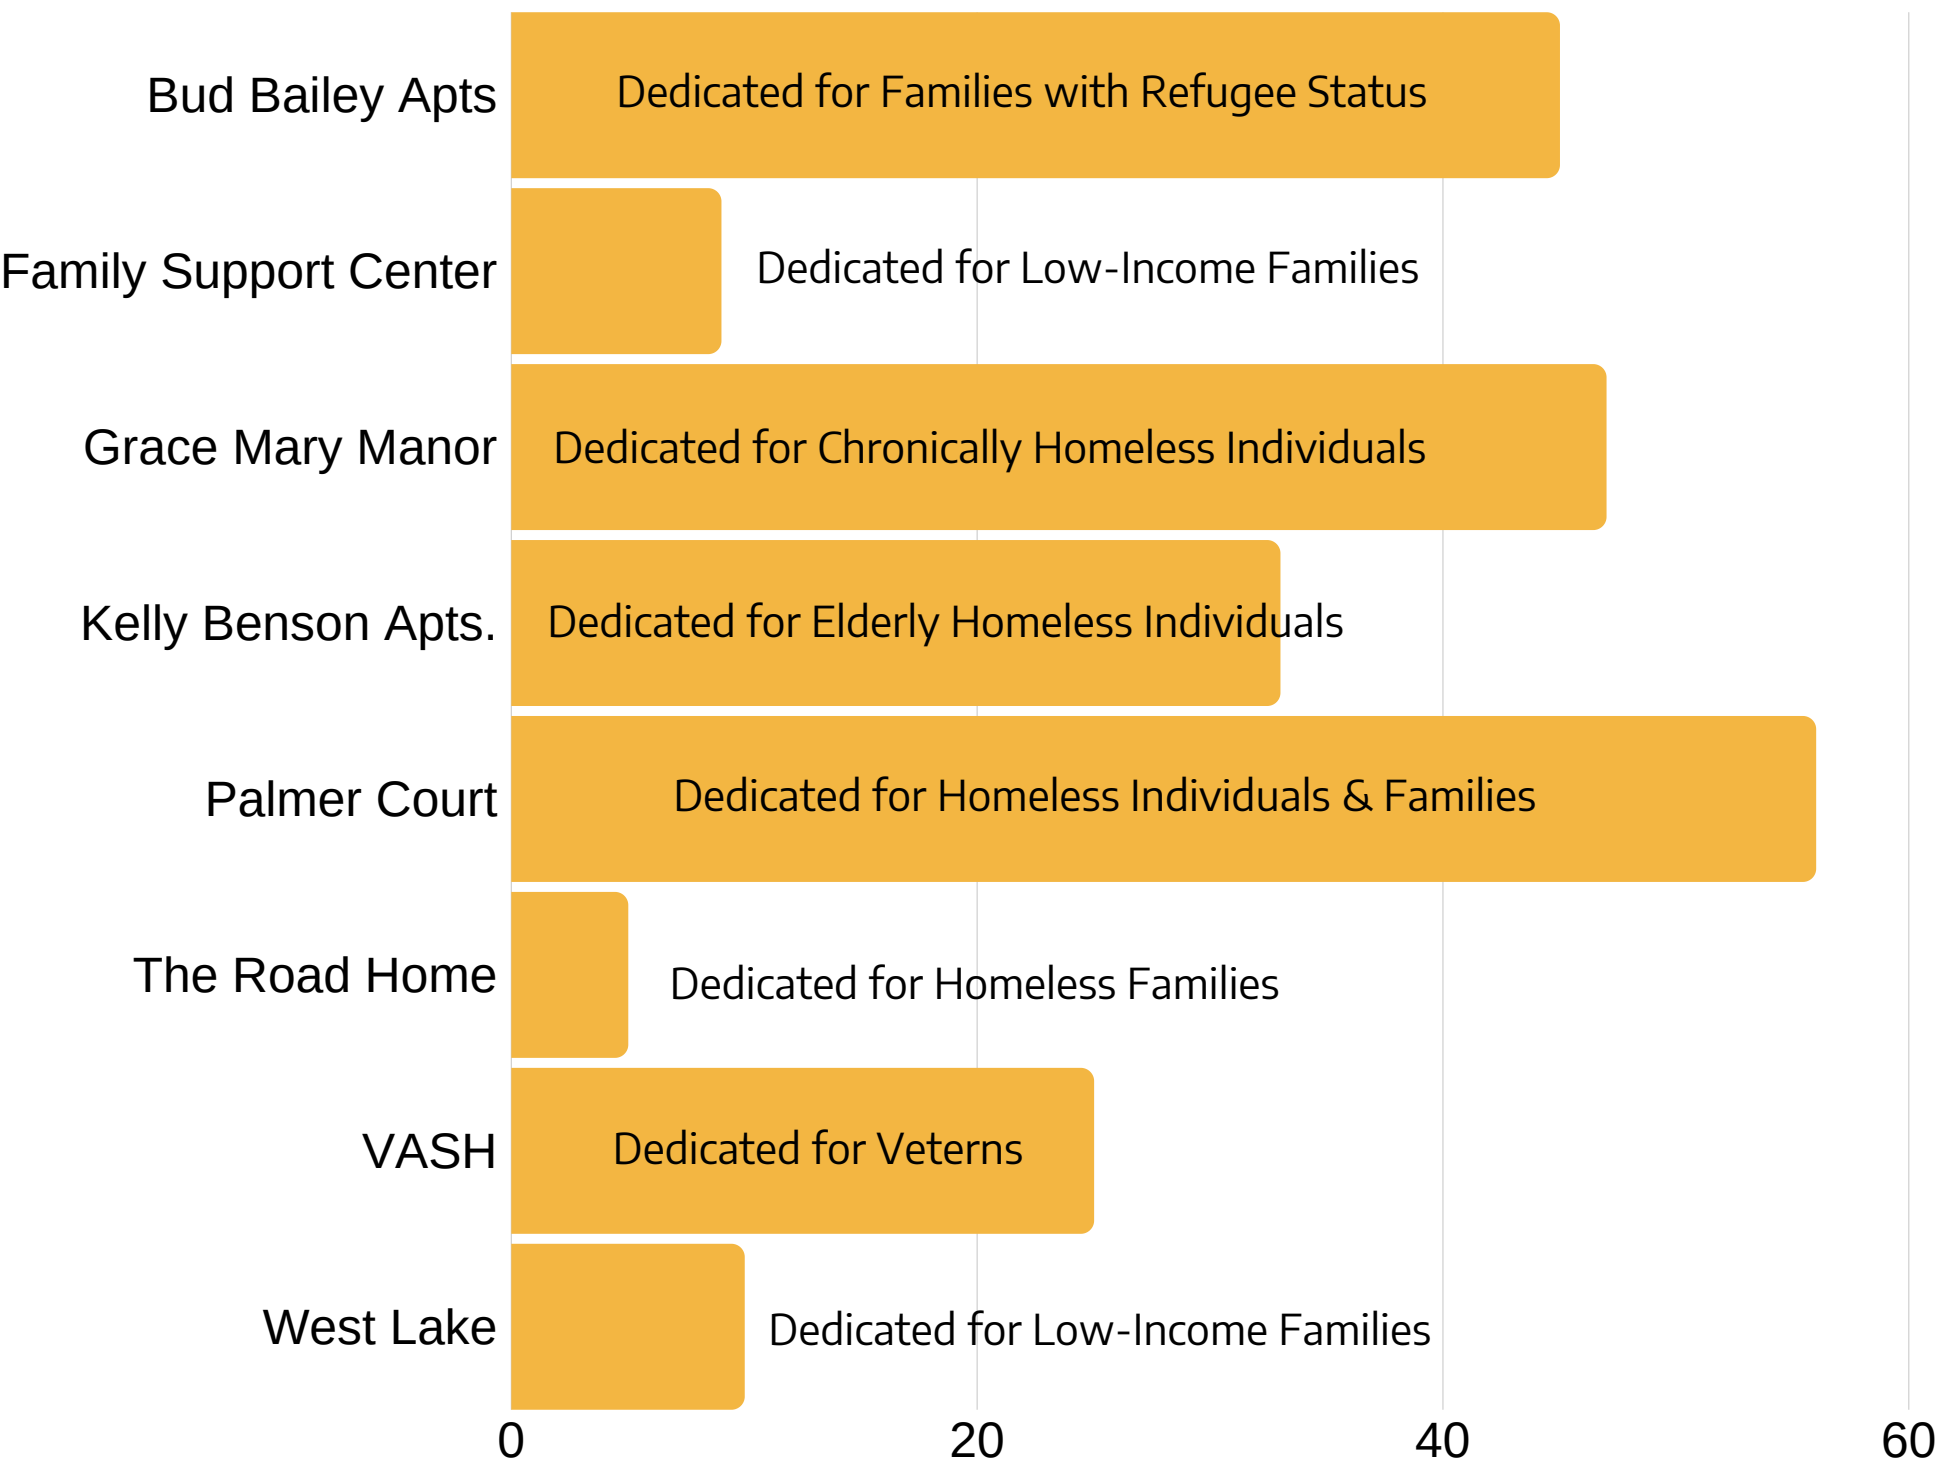 Bud Bailey Apts
Dedicated for Families with Refugee Status
Family Support Center
Dedicated for Low-Income Families
Grace Mary Manor
Dedicated for Chronically Homeless Individuals
Kelly Benson Apts.
Dedicated for Elderly Homeless Individuals
Palmer Court
Dedicated for Homeless Individuals & Families
The Road Home
Dedicated for Homeless Families
VASH
Dedicated for Veterns
West Lake
Dedicated for Low-Income Families
0 20 40 60